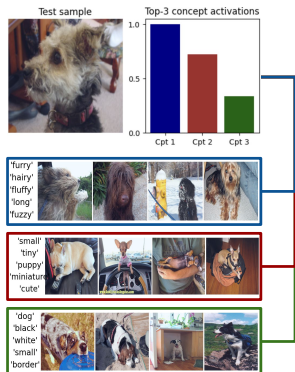 Test sample
Top-3 concept activations
1.0
0.5
0.0
Cpt 1 Cpt 2 Cpt 3
'furry'
'hairy'
'fluffy'
'long'
'fuzzy'
'small'
'tiny'
'puppy'
'miniature'
'cute'
'dog'
'black'
'white'
'small'
'border'